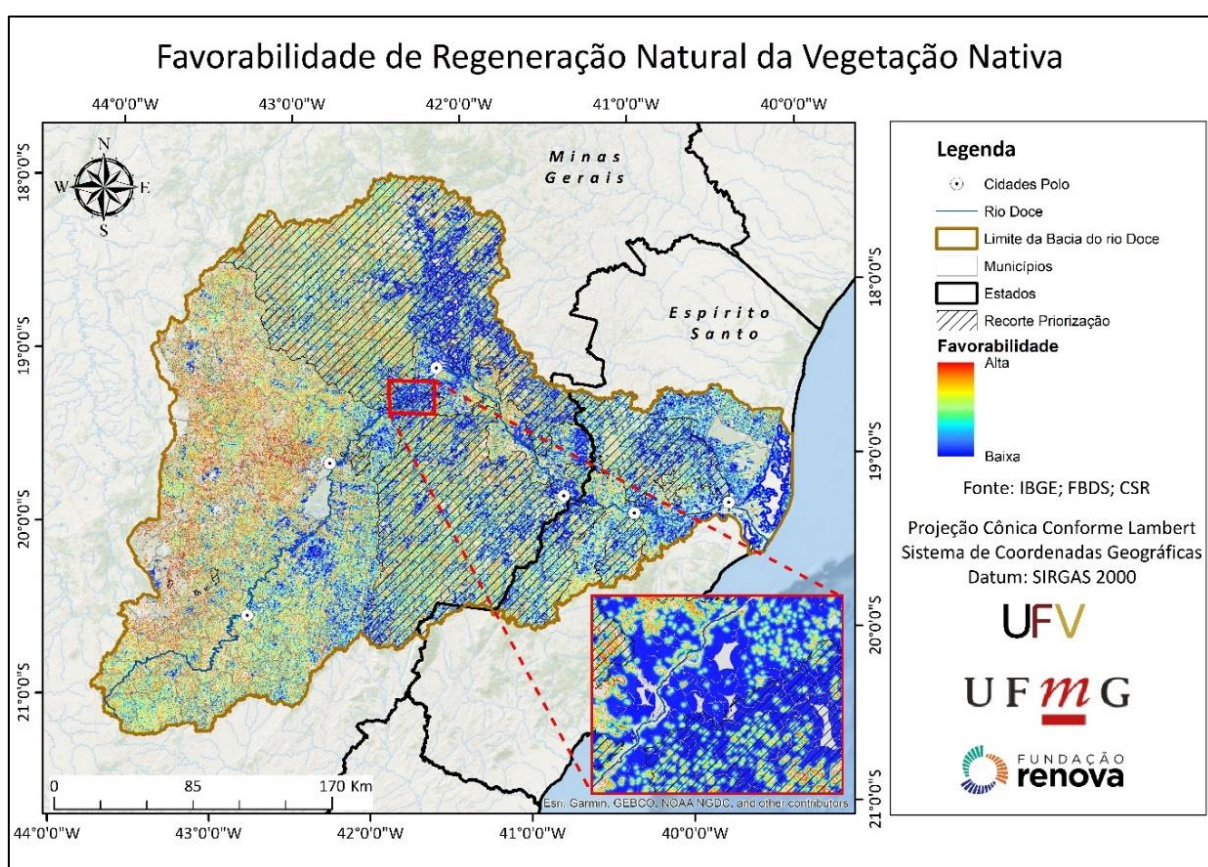 Favorabilidade de Regeneração Natural da Vegetação Nativa
44°0'0"W 43°0'0"W 42°0'0"W 41°0'0"W 40°0'0"W
N
W E
S
Minas
Gerais
Espírito
Santo
18°0'0"S
19°0'0"S
20°0'0"S
21°0'0"S
18°0'0"S
19°0'0"S
20°0'0"S
21°0'0"S
0 85 170 Km
Esri, Garmin, GEBCO, NOAA NGDC, and other contributors
44°0'0"W 43°0'0"W 42°0'0"W 41°0'0"W 40°0'0"W
Legenda
Cidades Polo
Rio Doce
Limite da Bacia do rio Doce
Municípios
Estados
Recorte Priorização
Favorabilidade
Alta
Baixa
Fonte: IBGE; FBDS; CSR
Projeção Cônica Conforme Lambert
Sistema de Coordenadas Geográficas
Datum: SIRGAS 2000
UFV
UFmG
FUNDAÇÃO
renova